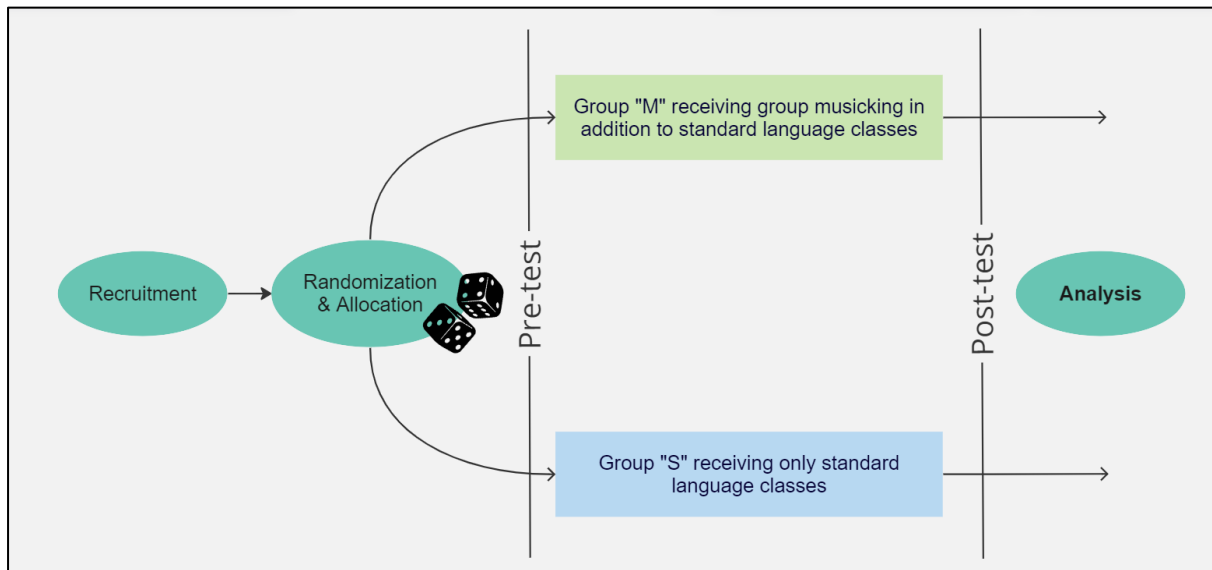 Recruitment
Randomization
& Allocation
Pre-test
Group "M" receiving group musicking in
addition to standard language classes
Group "S" receiving only standard
language classes
Post-test
Analysis